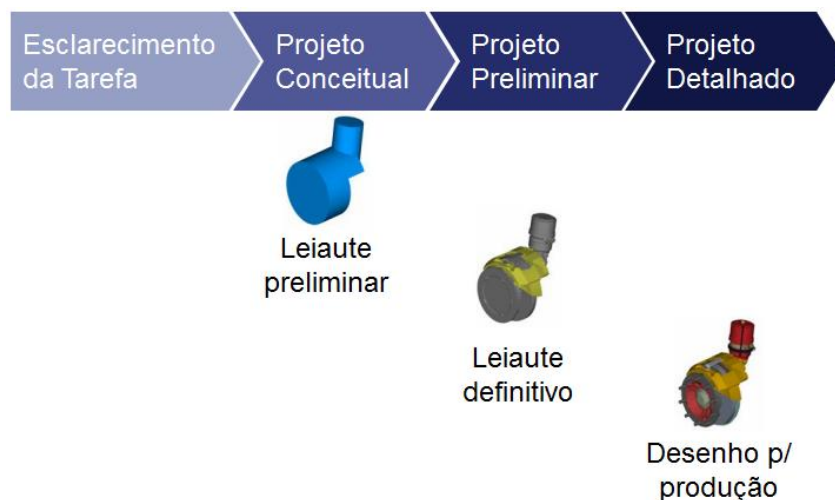 Esclarecimento
da Tarefa
Projeto
Conceitual
Projeto
Preliminar
Projeto
Detalhado
Leiaute
preliminar
Leiaute
definitivo
Desenho p/
produção